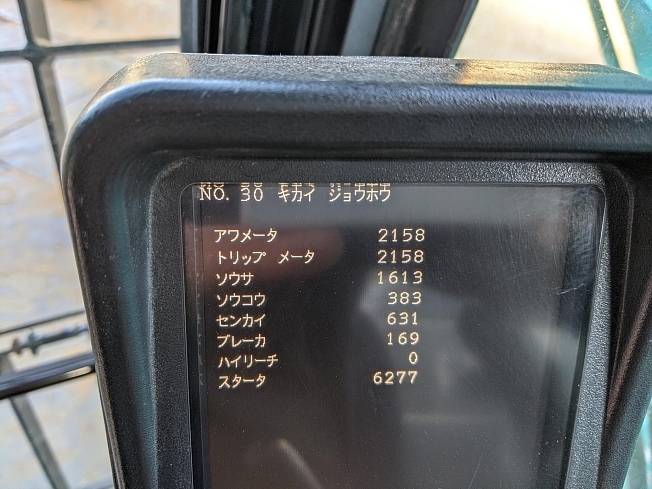 NO. 30 キカイ ジョウホウ
アワメータ 2158
トリップ メータ 2158
ソウサ 1613
ソウコウ 383
センカイ 631
ブレーカ 169
ハイリーチ 0
スタータ 6277